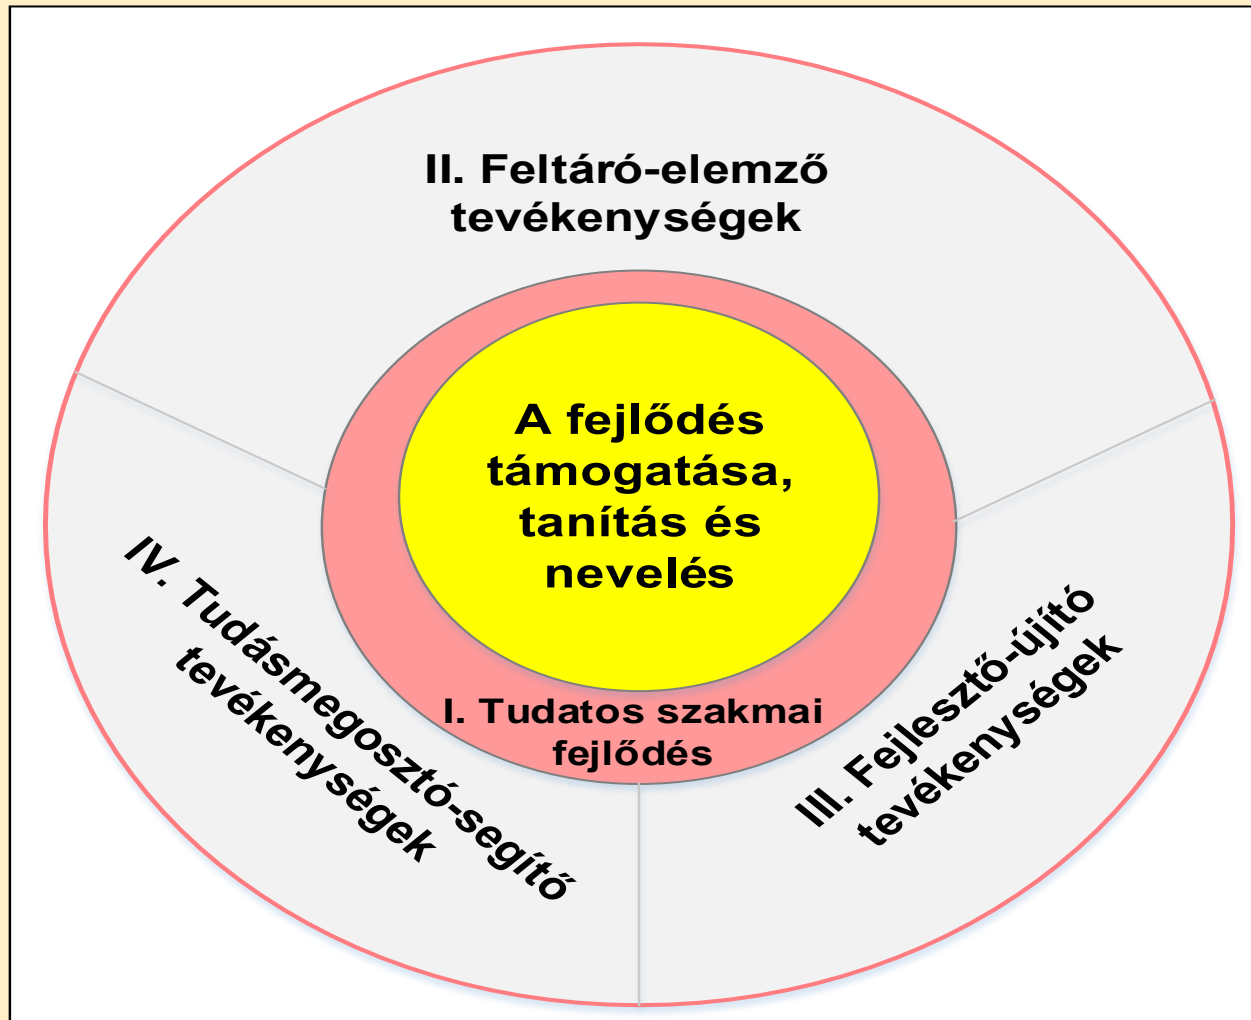 II. Feltáró-elemző
tevékenységek
A fejlődés
támogatása,
tanítás és
nevelés
I. Tudatos szakmai
fejlődés
III. Fejlesztő-újító
tevékenységek
IV. Tudásmegosztó-segítő
tevékenységek